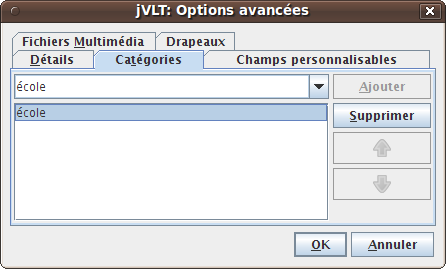 jVLT: Options avancées
Fichiers Multimédia Drapeaux
Détails Catégories Champs personnalisables
école Ajouter
école Supprimer
OK Annuler